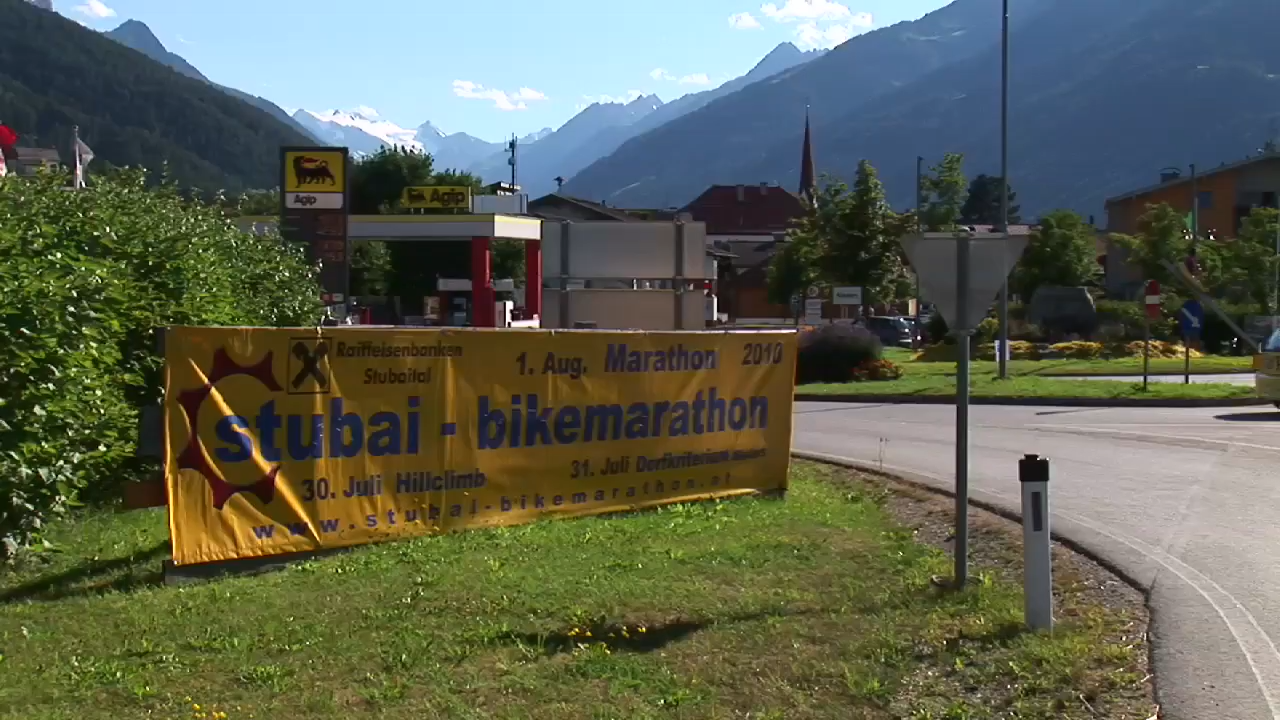 Agip
Agip
Raiffeisenbanken
Stubaital
1. Aug. Marathon 2010
stubai - bikemarathon
30. Juli Hillclimb
31. Juli Dorfkriterium
www.stubai-bikemarathon.at